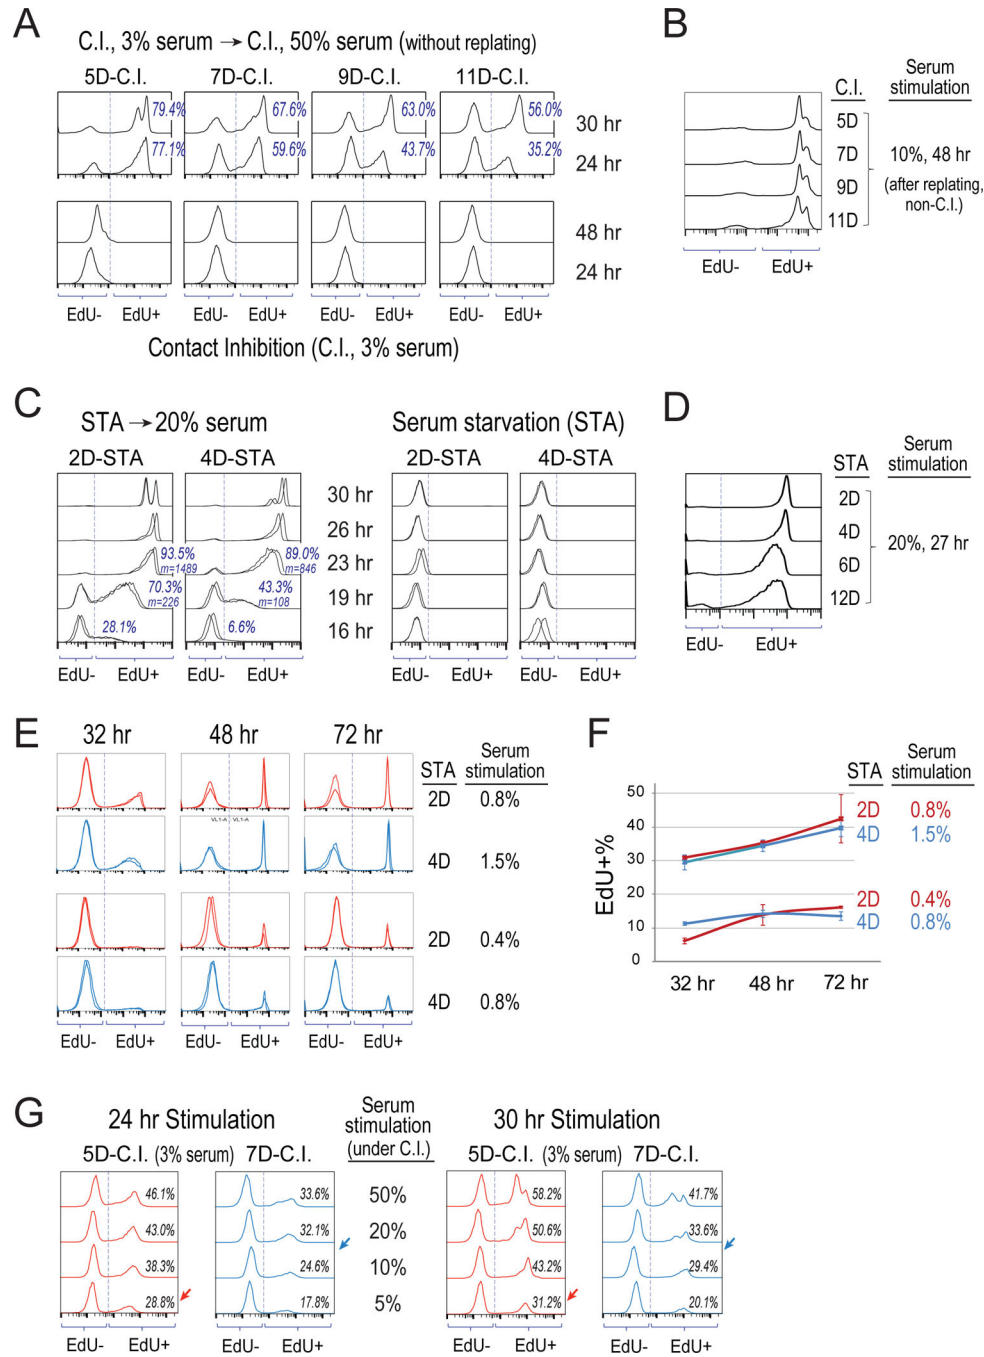 A
C.I., 3% serum → C.I., 50% serum (without replating)
5D-C.I. 7D-C.I. 9D-C.I. 11D-C.I.
79.4% 67.6% 63.0% 56.0% 30 hr
77.1% 59.6% 43.7% 35.2% 24 hr
48 hr
24 hr
EdU- EdU+ EdU- EdU+ EdU- EdU+ EdU- EdU+
Contact Inhibition (C.I., 3% serum)
B
C.I. Serum stimulation
5D
7D
9D
11D
10%, 48 hr
(after replating,
non-C.I.)
EdU- EdU+
C
STA → 20% serum
2D-STA 4D-STA
Serum starvation (STA)
2D-STA 4D-STA
30 hr
26 hr
93.5% m=1489 89.0% m=846 23 hr
70.3% m=226 43.3% m=108 19 hr
28.1% 6.6% 16 hr
EdU- EdU+ EdU- EdU+ EdU- EdU+ EdU- EdU+
D
STA Serum stimulation
2D
4D
6D
12D
20%, 27 hr
EdU- EdU+
E
32 hr 48 hr 72 hr
STA Serum stimulation
2D 0.8%
VL1-A VL1-A
4D 1.5%
2D 0.4%
4D 0.8%
EdU- EdU+ EdU- EdU+ EdU- EdU+
F
STA Serum stimulation
EdU+%
50
40
30
20
10
0
2D 0.8%
4D 1.5%
2D 0.4%
4D 0.8%
32 hr 48 hr 72 hr
G
24 hr Stimulation
5D-C.I. (3% serum) 7D-C.I.
Serum
stimulation
(under C.I.)
30 hr Stimulation
5D-C.I. (3% serum) 7D-C.I.
46.1% 33.6% 50% 58.2% 41.7%
43.0% 32.1% 20% 50.6% 33.6%
38.3% 24.6% 10% 43.2% 29.4%
28.8% 17.8% 5% 31.2% 20.1%
EdU- EdU+ EdU- EdU+ EdU- EdU+ EdU- EdU+